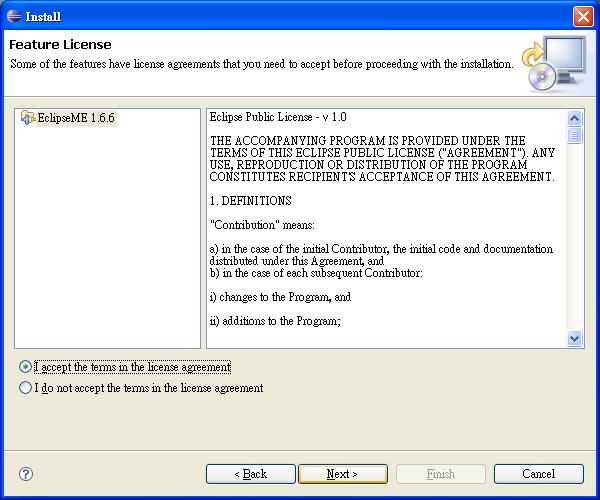 Install
Feature License
Some of the features have license agreements that you need to accept before proceeding with the installation.
EclipseME 1.6.6
Eclipse Public License - v 1.0
THE ACCOMPANYING PROGRAM IS PROVIDED UNDER THE
TERMS OF THIS ECLIPSE PUBLIC LICENSE ("AGREEMENT"). ANY
USE, REPRODUCTION OR DISTRIBUTION OF THE PROGRAM
CONSTITUTES RECIPIENT'S ACCEPTANCE OF THIS AGREEMENT.
1. DEFINITIONS
"Contribution" means:
a) in the case of the initial Contributor, the initial code and documentation
distributed under this Agreement, and
b) in the case of each subsequent Contributor:
i) changes to the Program, and
ii) additions to the Program;
I accept the terms in the license agreement
I do not accept the terms in the license agreement
?
< Back
Next >
Finish
Cancel